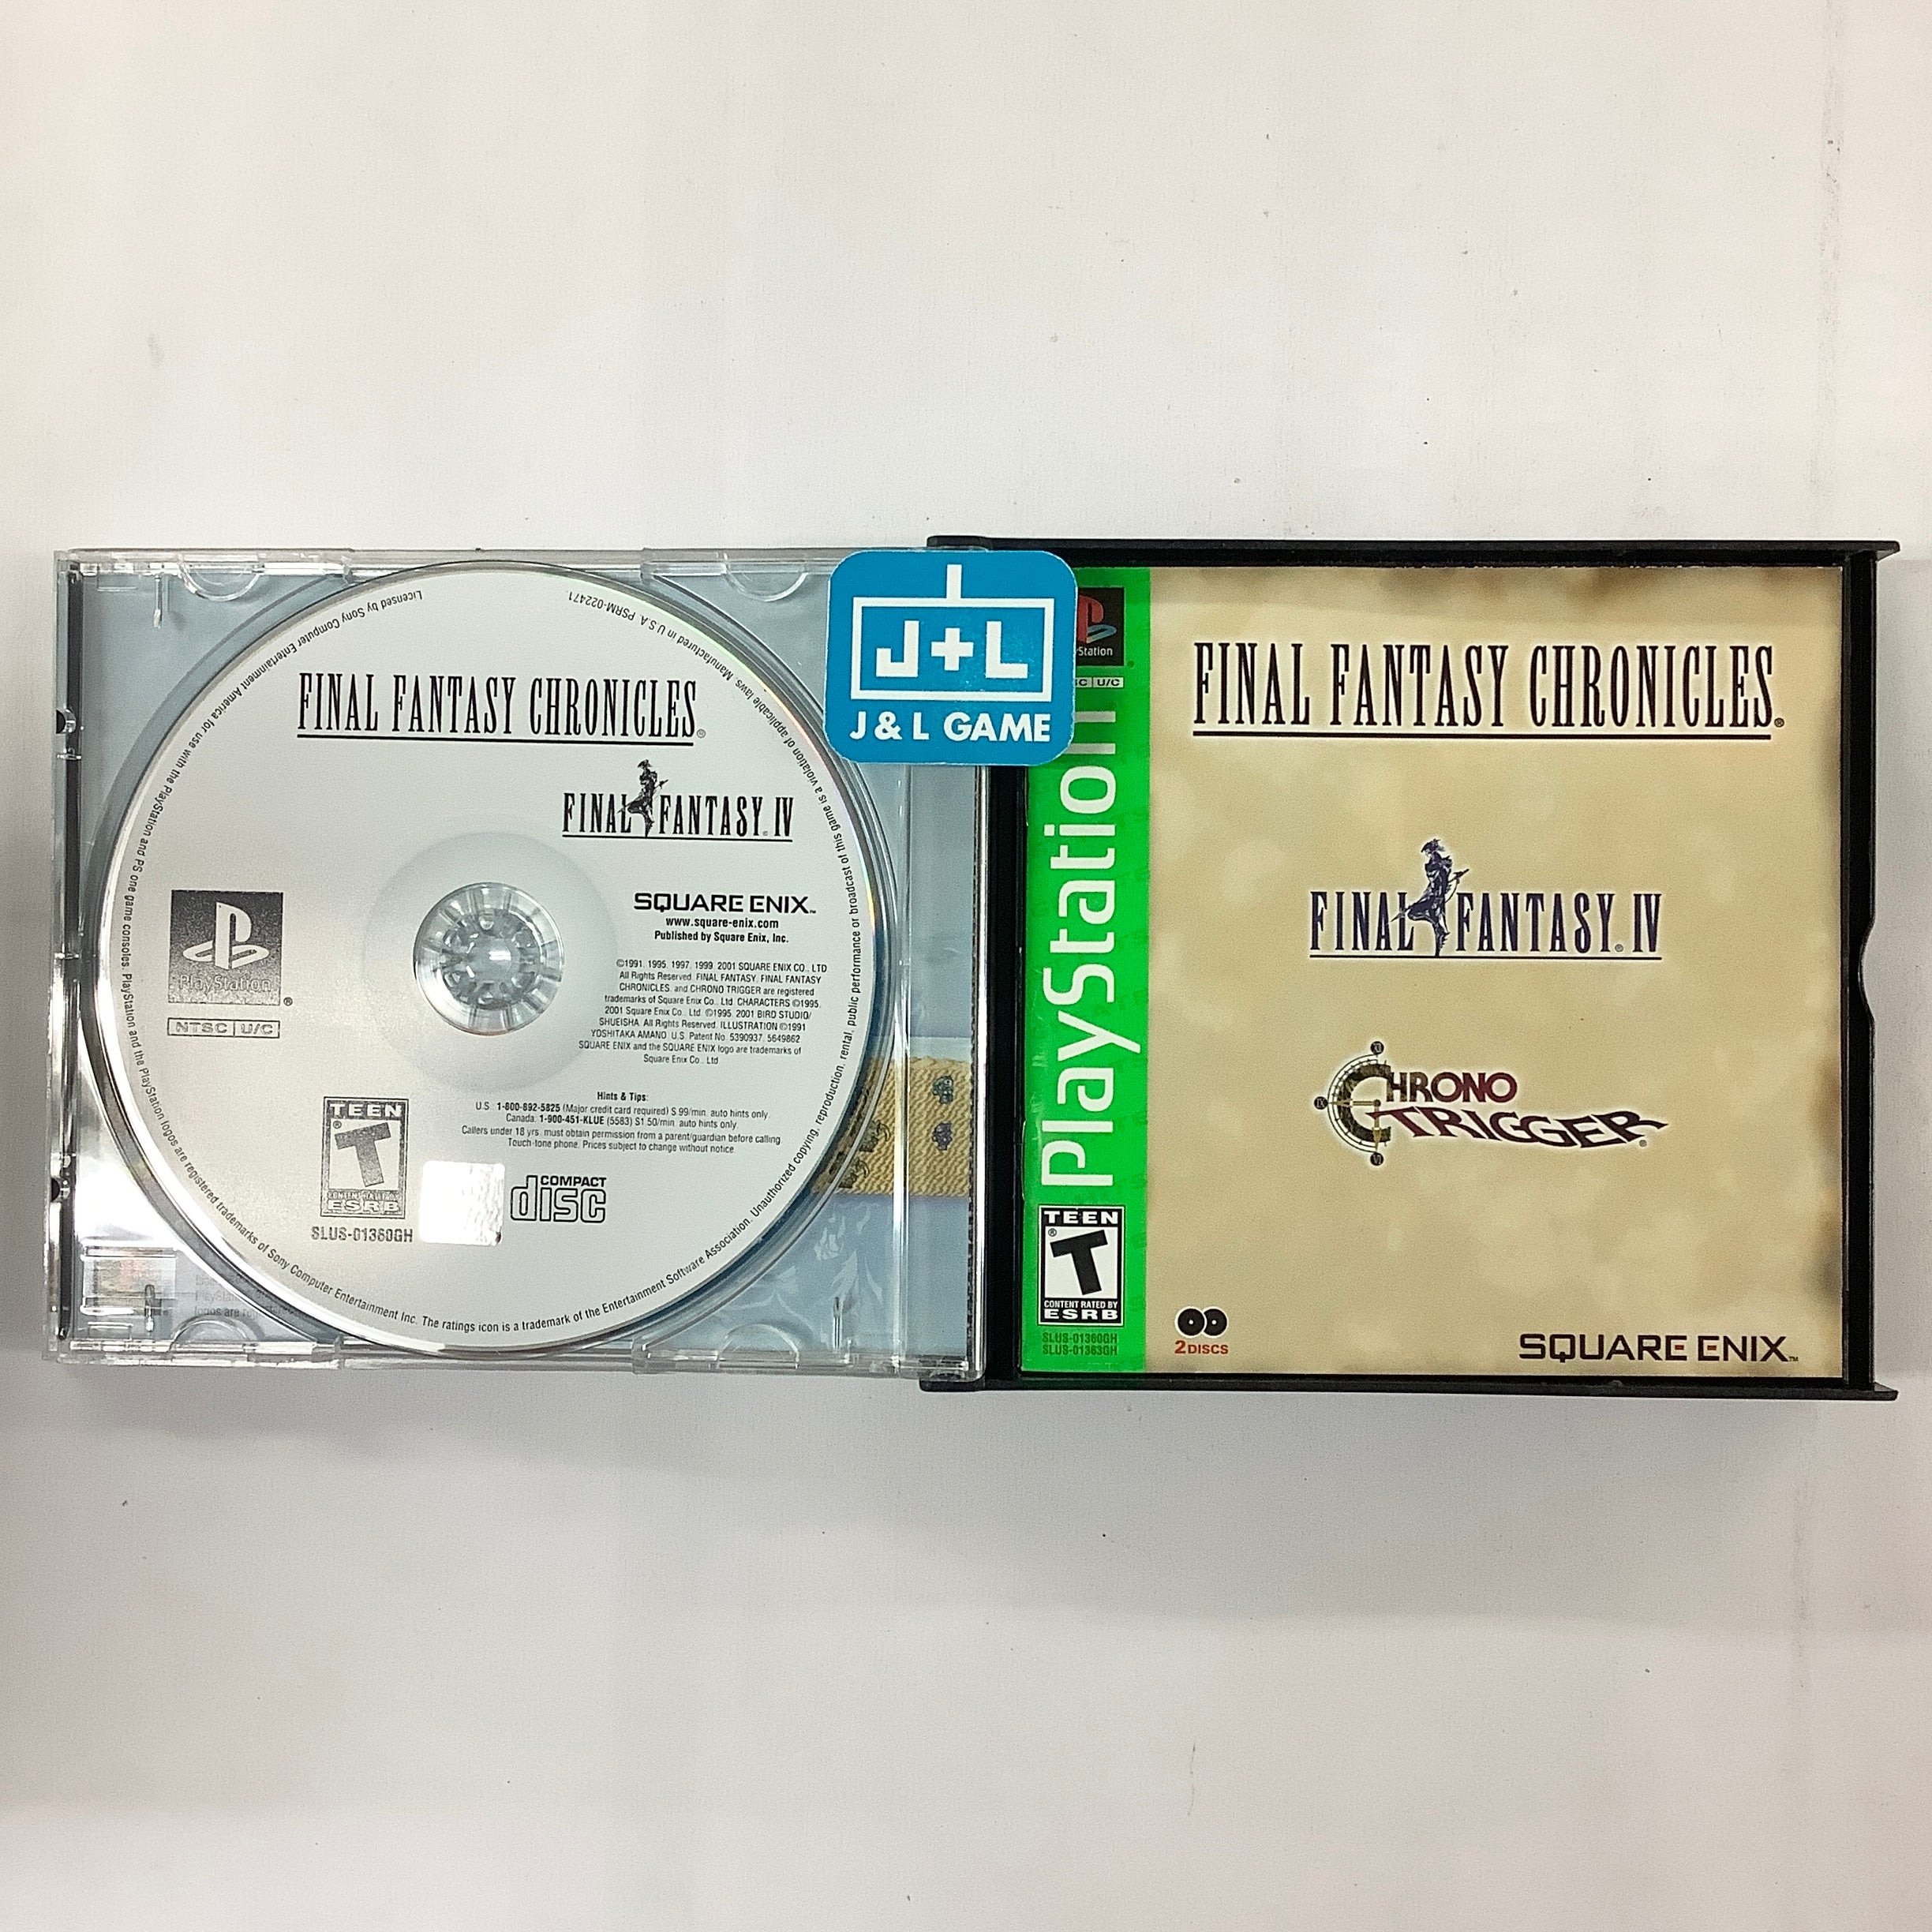 FINAL FANTASY CHRONICLES®
FINAL FANTASY® IV
SQUARE ENIX™
www.square-enix.com
Published by Square Enix, Inc.
©1991, 1995, 1997, 1999, 2001 SQUARE ENIX CO., LTD
All Rights Reserved. FINAL FANTASY, FINAL FANTASY
CHRONICLES, and CHRONO TRIGGER are registered
trademarks of Square Enix Co., Ltd. CHARACTERS ©1995,
2001 Square Enix Co., Ltd. ©1995, 2001 BIRD STUDIO/
SHUEISHA. All Rights Reserved. ILLUSTRATION ©1991
YOSHITAKA AMANO. U.S. Patent No. 5390937, 5649862
SQUARE ENIX and the SQUARE ENIX logo are trademarks of
Square Enix Co., Ltd.
PlayStation®
NTSC U/C
Hints & Tips:
U.S. 1-800-892-5825 (Major credit card required) $.99/min. auto hints only.
Canada: 1-900-451-KLUE (5583) $1.50/min. auto hints only.
Callers under 18 yrs. must obtain permission from a parent/guardian before calling.
Touch-tone phone. Prices subject to change without notice.
TEEN
T®
CONTENT RATED BY
ESRB
SLUS-01360GH
COMPACT
disc
Licensed by Sony Computer Entertainment America for use with the PlayStation and PS one game consoles. PlayStation and the PlayStation logos are registered trademarks of Sony Computer Entertainment Inc. The ratings icon is a trademark of the Entertainment Software Association. Unauthorized copying, reproduction, rental, public performance or broadcast of this game is a violation of applicable laws. Manufactured in U.S.A. PSRM-022471.
logos are
J+L
J & L GAME
Station
U/C
PlayStation
TEEN
T®
CONTENT RATED BY
ESRB
SLUS-01360GH
SLUS-01363GH
FINAL FANTASY CHRONICLES®
FINAL FANTASY® IV
CHRONO
TRIGGER®
2 DISCS
SQUARE ENIX™